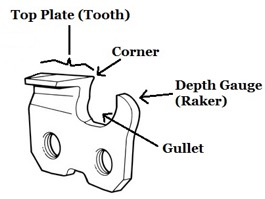 Top Plate (Tooth)
Corner
Depth Gauge
(Raker)
Gullet